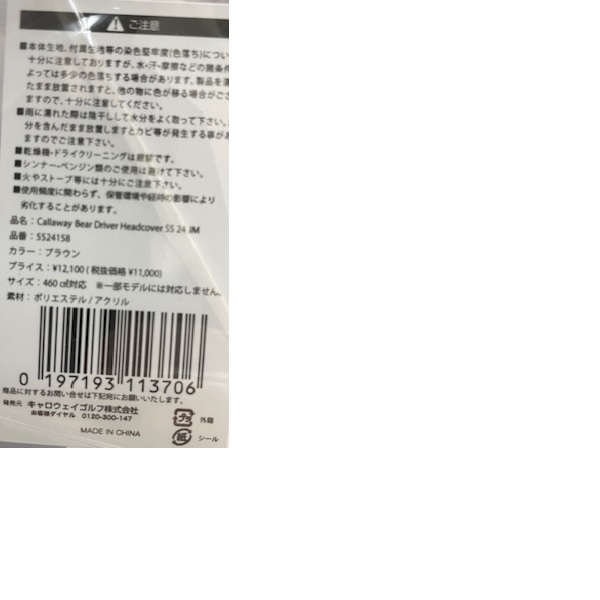 ご注意
■本体生地、付属生地等の染色堅牢度(色落ち)につい
十分に注意しておりますが、水・汗・摩擦などの諸条件
よっては多少の色落ちする場合があります。製品を濡
たまま放置されますと、他の物に色が移る場合がござ
ますので、十分に注意してください。
■雨に濡れた際は陰干しして水分をよく取って下さい。
分を含んだまま放置しますとカビ等が発生する事があ
ますのでご注意下さい。
■乾燥機・ドライクリーニングは避けてです。
■シンナー・ベンジン類のご使用は避けて下さい。
■火やストーブ等には十分にご注意下さい。
■使用頻度に関わらず、保管環境や経時の影響により
劣化することがあります。
品名：Callaway Bear Driver Headcover SS 24 JM
品番：5524158
カラー：ブラウン
プライス：¥12,100 ( 税抜価格 ¥11,000)
サイズ：460 ㎤対応 ※一部モデルには対応しません。
素材：ポリエステル / アクリル
0 197193 113706
商品に対するお問い合せは下記宛にお願いいたします。
発売元 キャロウェイゴルフ株式会社
お客様ダイヤル 0120-300-147
MADE IN CHINA
プラ 外箱
紙 シール